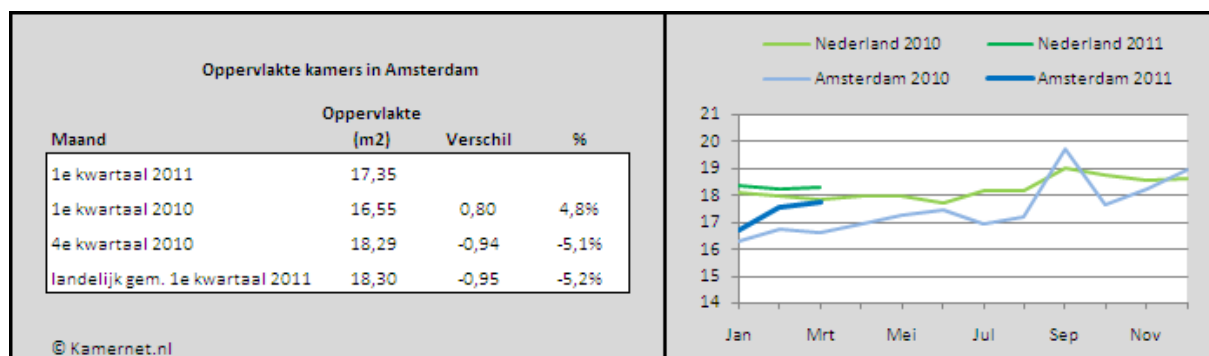 Oppervlakte kamers in Amsterdam
Oppervlakte
Maand (m2) Verschil %
1e kwartaal 2011 17,35
1e kwartaal 2010 16,55 0,80 4,8%
4e kwartaal 2010 18,29 -0,94 -5,1%
landelijk gem. 1e kwartaal 2011 18,30 -0,95 -5,2%
© Kamernet.nl
Nederland 2010 Nederland 2011
Amsterdam 2010 Amsterdam 2011
21
20
19
18
17
16
15
14
Jan Mrt Mei Jul Sep Nov